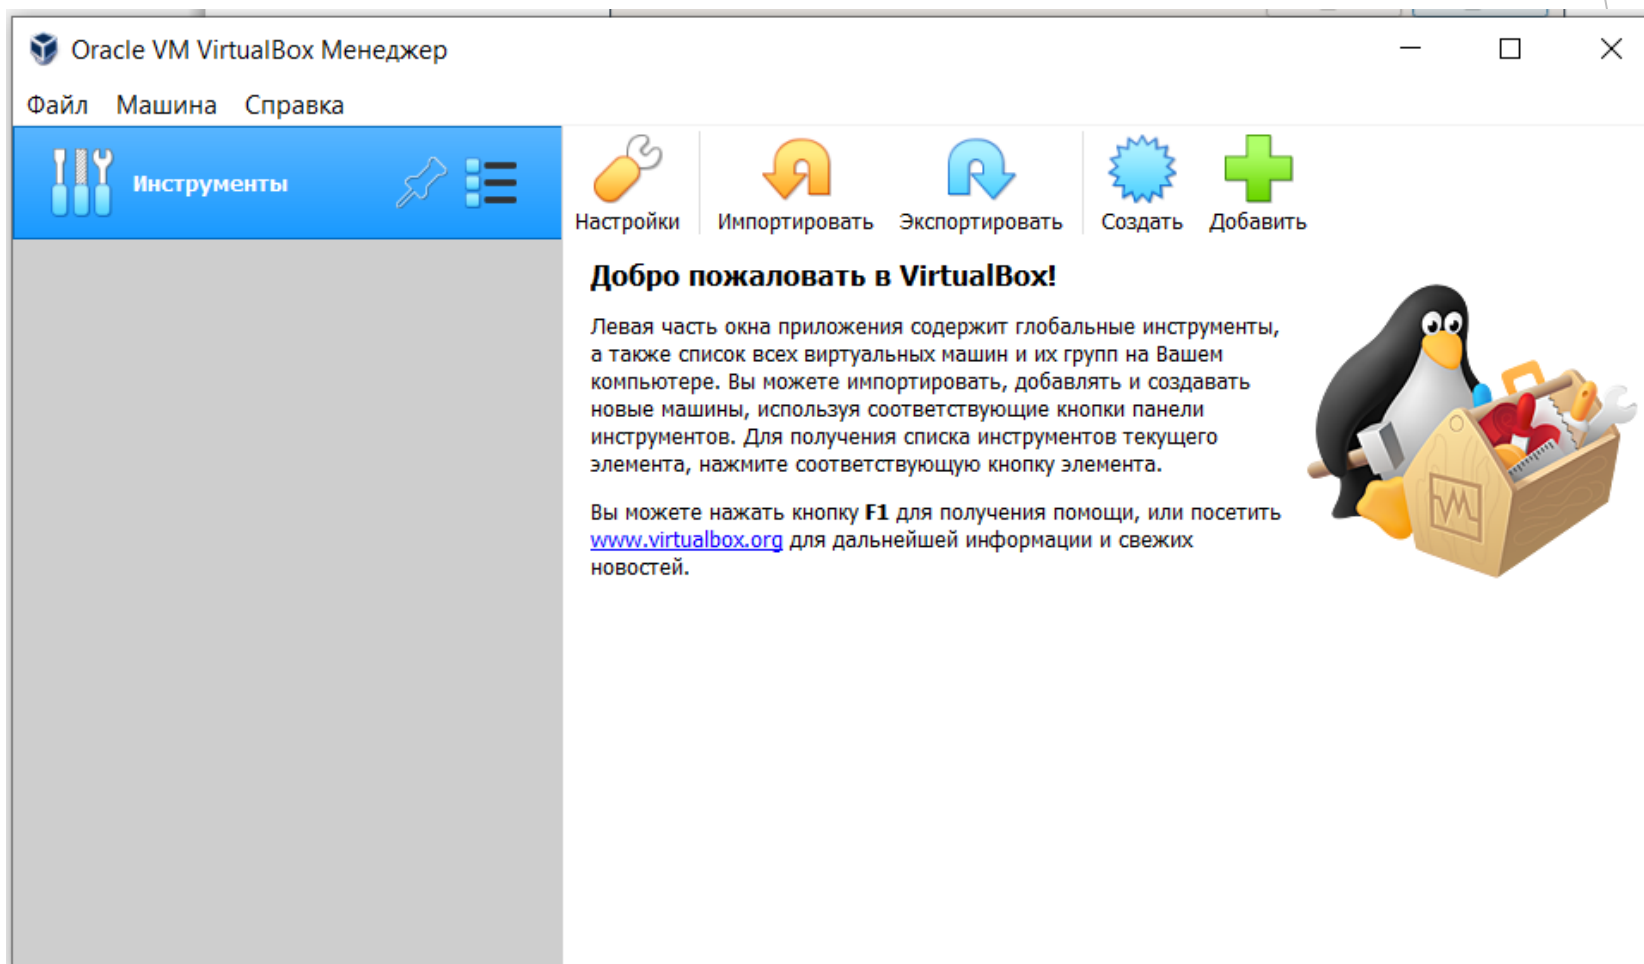 Oracle VM VirtualBox Менеджер
Файл Машина Справка
Инструменты
Настройки Импортировать Экспортировать Создать Добавить
Добро пожаловать в VirtualBox!
Левая часть окна приложения содержит глобальные инструменты,
а также список всех виртуальных машин и их групп на Вашем
компьютере. Вы можете импортировать, добавлять и создавать
новые машины, используя соответствующие кнопки панели
инструментов. Для получения списка инструментов текущего
элемента, нажмите соответствующую кнопку элемента.
Вы можете нажать кнопку F1 для получения помощи, или посетить
www.virtualbox.org для дальнейшей информации и свежих
новостей.